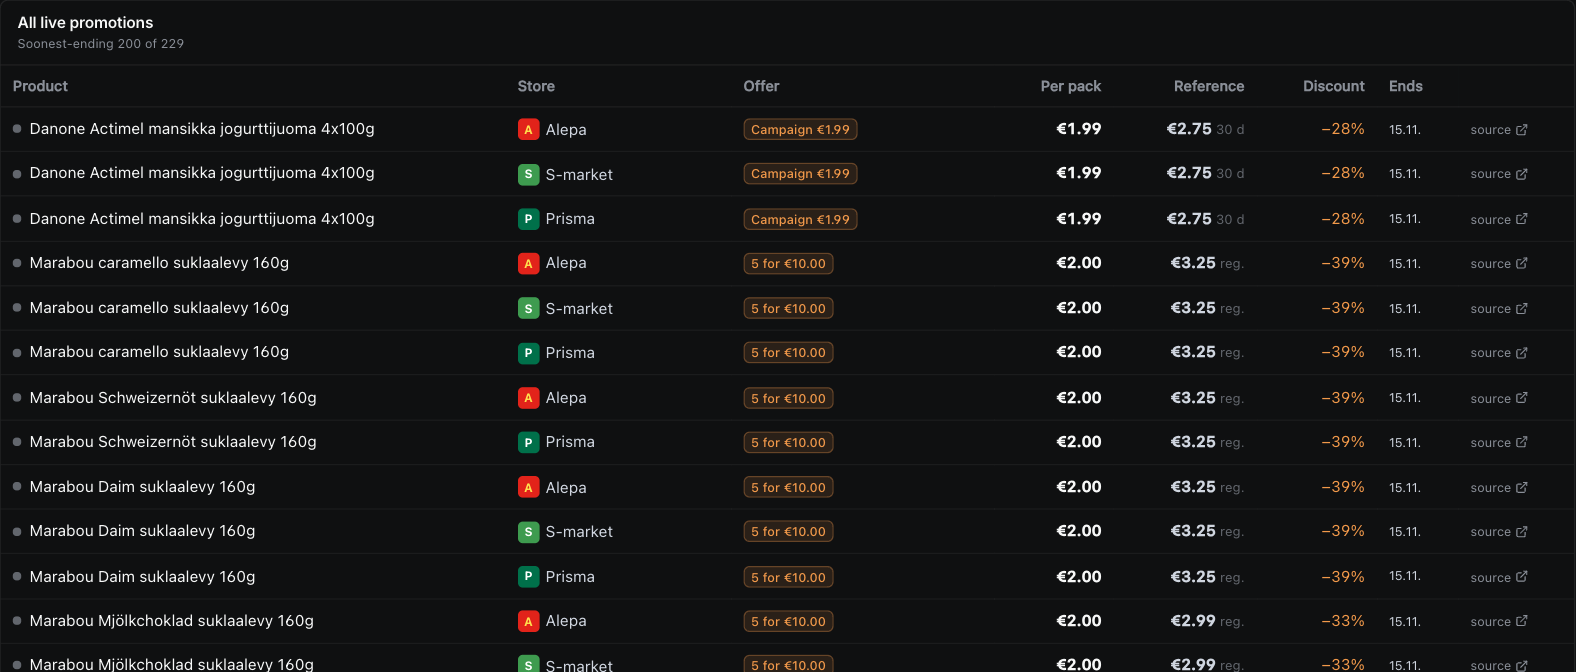 All live promotions
Soonest-ending 200 of 229
Product Store Offer Per pack Reference Discount Ends
Danone Actimel mansikka jogurttijuoma 4x100g A Alepa Campaign €1.99 €1.99 €2.75 30 d −28% 15.11. source
Danone Actimel mansikka jogurttijuoma 4x100g S S-market Campaign €1.99 €1.99 €2.75 30 d −28% 15.11. source
Danone Actimel mansikka jogurttijuoma 4x100g P Prisma Campaign €1.99 €1.99 €2.75 30 d −28% 15.11. source
Marabou caramello suklaalevy 160g A Alepa 5 for €10.00 €2.00 €3.25 reg. −39% 15.11. source
Marabou caramello suklaalevy 160g S S-market 5 for €10.00 €2.00 €3.25 reg. −39% 15.11. source
Marabou caramello suklaalevy 160g P Prisma 5 for €10.00 €2.00 €3.25 reg. −39% 15.11. source
Marabou Schweizernöt suklaalevy 160g A Alepa 5 for €10.00 €2.00 €3.25 reg. −39% 15.11. source
Marabou Schweizernöt suklaalevy 160g P Prisma 5 for €10.00 €2.00 €3.25 reg. −39% 15.11. source
Marabou Daim suklaalevy 160g A Alepa 5 for €10.00 €2.00 €3.25 reg. −39% 15.11. source
Marabou Daim suklaalevy 160g S S-market 5 for €10.00 €2.00 €3.25 reg. −39% 15.11. source
Marabou Daim suklaalevy 160g P Prisma 5 for €10.00 €2.00 €3.25 reg. −39% 15.11. source
Marabou Mjölkchoklad suklaalevy 160g A Alepa 5 for €10.00 €2.00 €2.99 reg. −33% 15.11. source
Marabou Mjölkchoklad suklaalevy 160g S S-market 5 for €10.00 €2.00 €2.99 reg. −33% 15.11. source